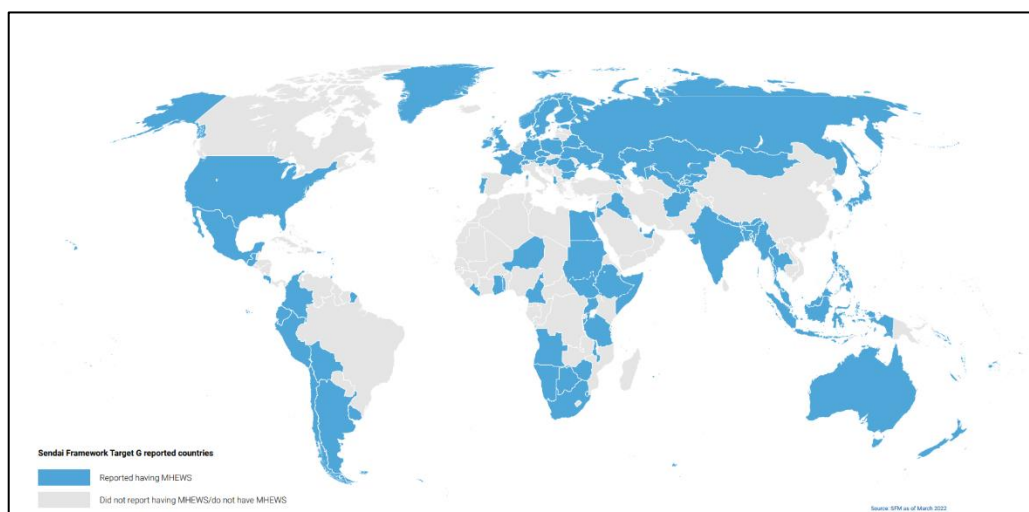 Sendai Framework Target G reported countries
Reported having MHEWS
Did not report having MHEWS/do not have MHEWS
Source: SFM as of March 2022